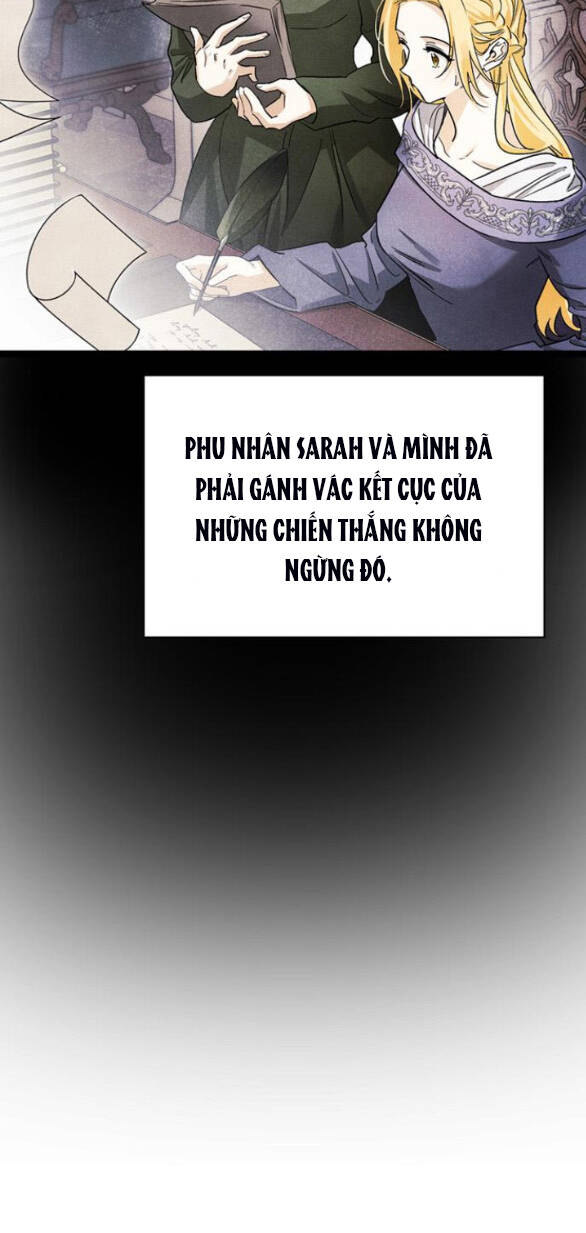 PHU NHÂN SARAH VÀ MÌNH ĐÃ
PHẢI GÁNH VÁC KẾT CỤC CỦA
NHỮNG CHIẾN THẮNG KHÔNG
NGỪNG ĐÓ.